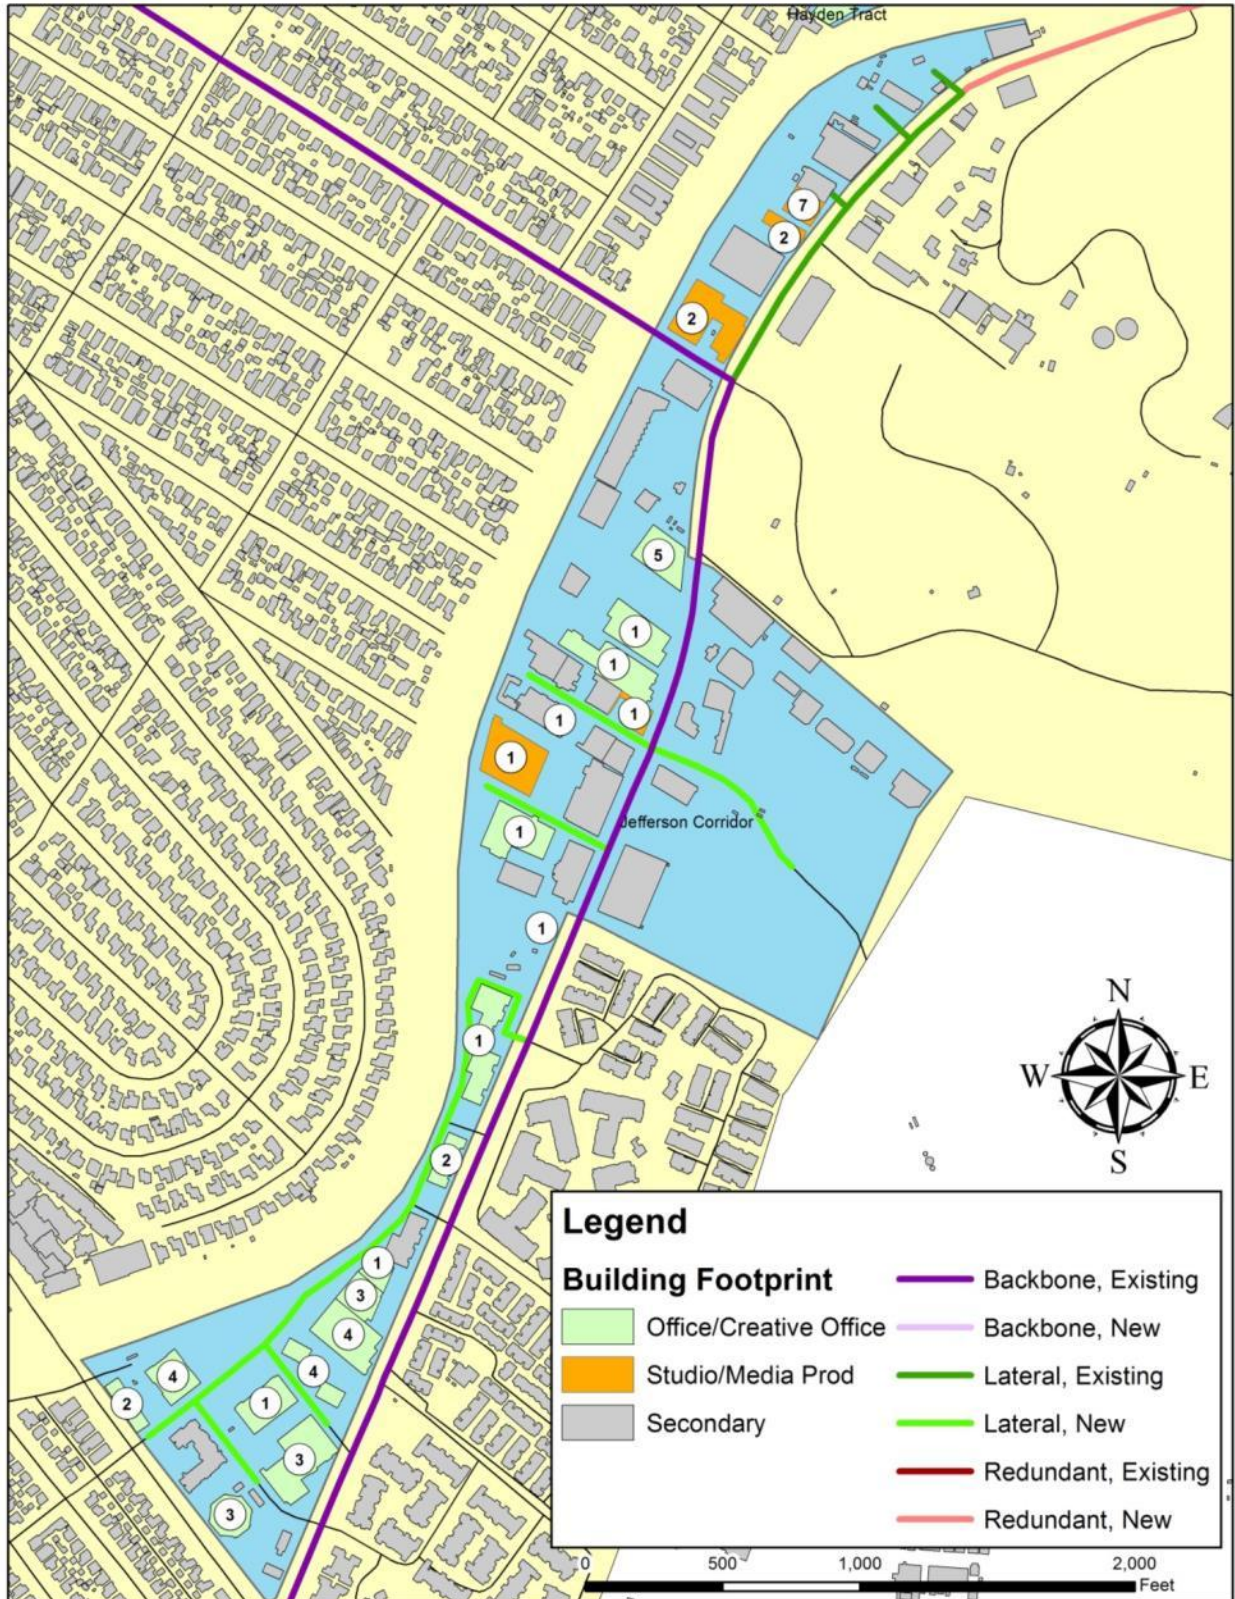 Hayden Tract
7
2
2
5
1
1
1
1
1
1
Jefferson Corridor
1
1
2
1
3
4
4
4
2
1
3
3
N
W E
S
Legend
Building Footprint
Office/Creative Office
Studio/Media Prod
Secondary
Backbone, Existing
Backbone, New
Lateral, Existing
Lateral, New
Redundant, Existing
Redundant, New
0 500 1,000 2,000
Feet